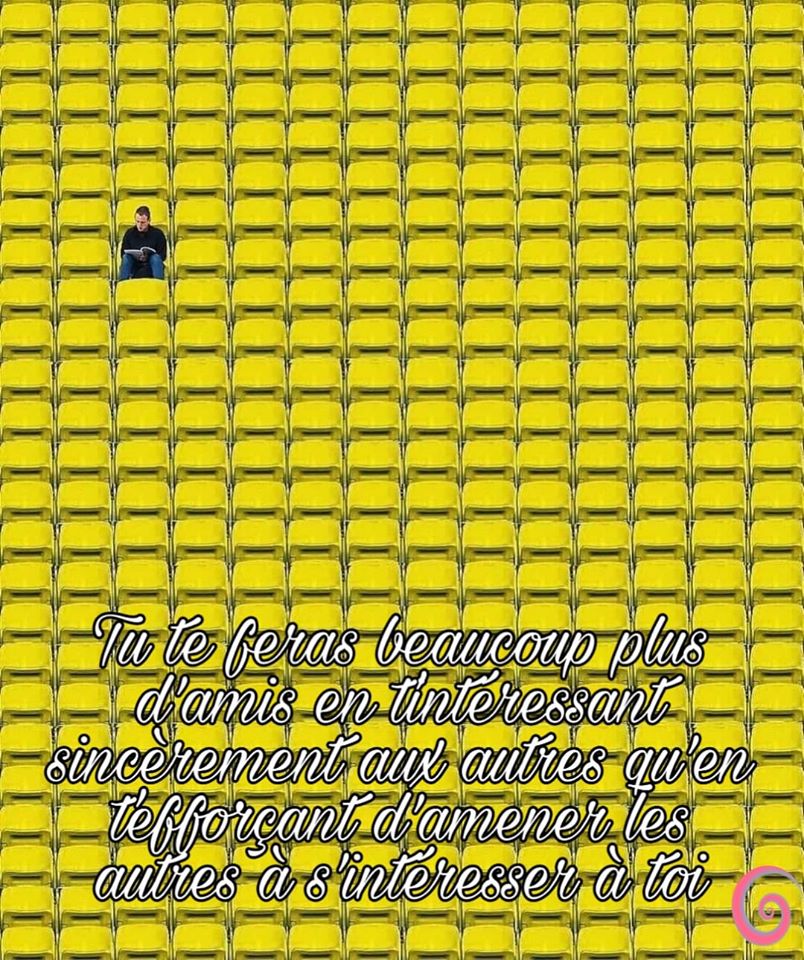 Tu te feras beaucoup plus
d'amis en t'intéressant
sincèrement aux autres qu'en
t'efforçant d'amener les
autres à s'intéresser à toi